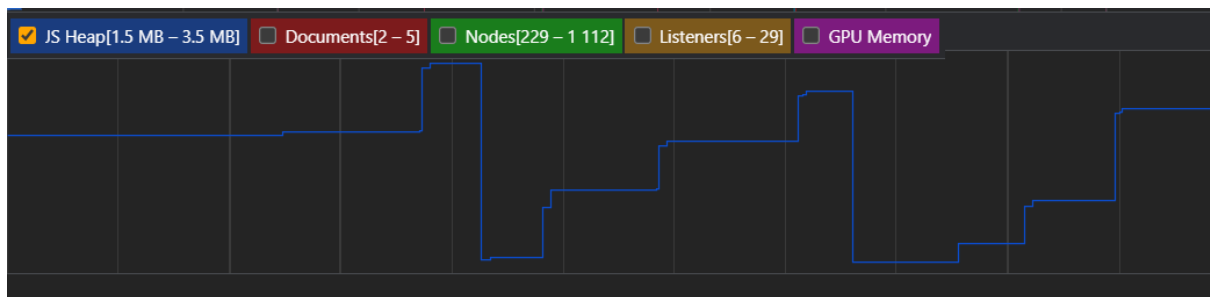 JS Heap[1.5 MB – 3.5 MB] Documents[2 – 5] Nodes[229 – 1 112] Listeners[6 – 29] GPU Memory